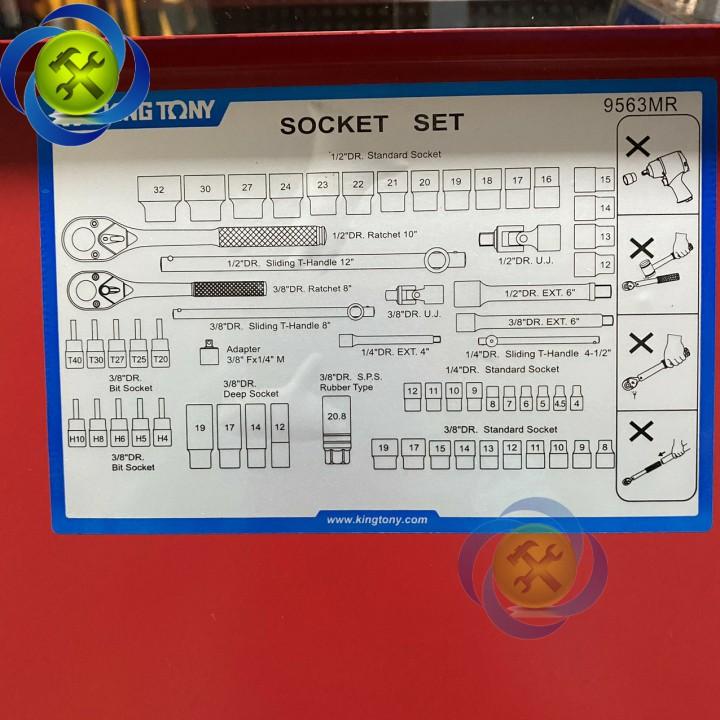 KING TONY
9563MR
SOCKET SET
1/2"DR. Standard Socket
32 30 27 24 23 22 21 20 19 18 17 16 15
14
13
12
1/2"DR. Ratchet 10"
1/2"DR. Sliding T-Handle 12"
1/2"DR. U.J.
3/8"DR. Ratchet 8"
3/8"DR. U.J.
1/2"DR. EXT. 6"
3/8"DR. Sliding T-Handle 8"
3/8"DR. EXT. 6"
T40 T30 T27 T25 T20
3/8"DR.
Bit Socket
Adapter
3/8" Fx1/4" M
1/4"DR. EXT. 4"
1/4"DR. Sliding T-Handle 4-1/2"
1/4"DR. Standard Socket
12 11 10 9 8 7 6 5 4.5 4
H10 H8 H6 H5 H4
3/8"DR.
Bit Socket
3/8"DR.
Deep Socket
19 17 14 12
3/8"DR. S.P.S.
Rubber Type
20.8
3/8"DR. Standard Socket
19 17 15 14 13 12 11 10 9 8
www.kingtony.com